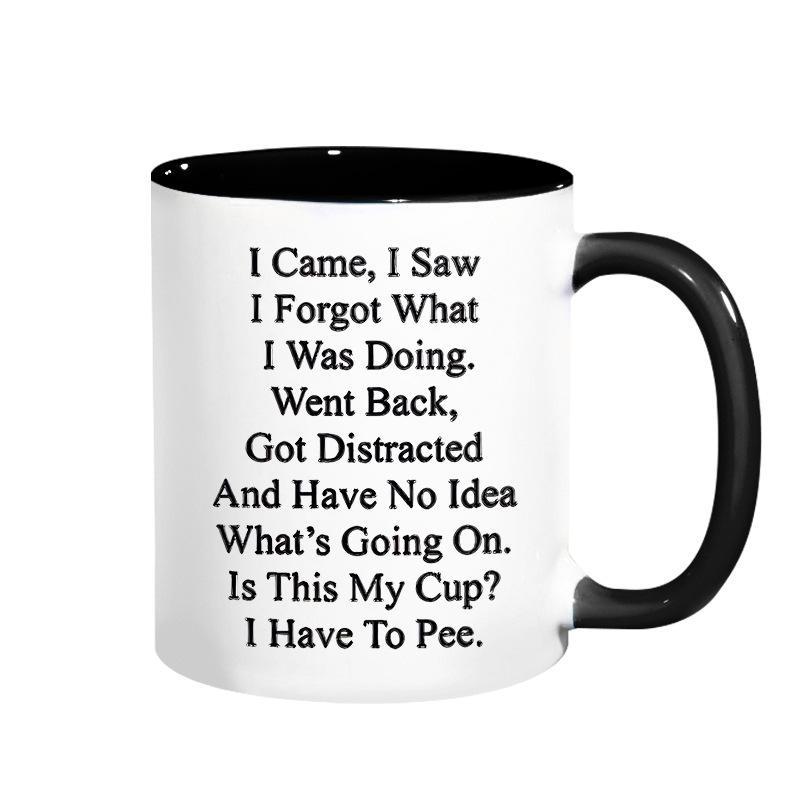 I Came, I Saw
I Forgot What
I Was Doing.
Went Back,
Got Distracted
And Have No Idea
What's Going On.
Is This My Cup?
I Have To Pee.